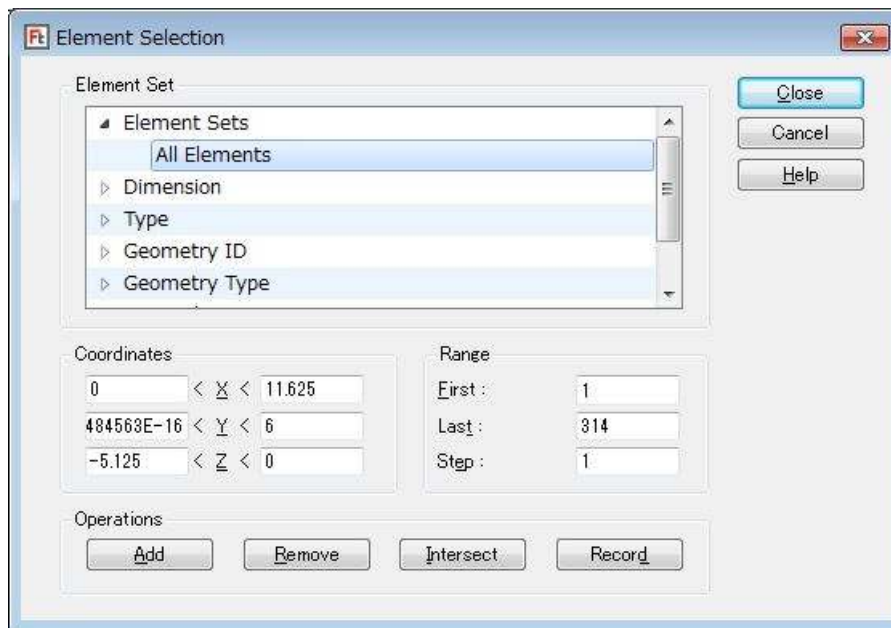 Ft Element Selection
Element Set
Element Sets
All Elements
Dimension
Type
Geometry ID
Geometry Type
Close
Cancel
Help
Coordinates
0 < X < 11.625
484563E-16 < Y < 6
-5.125 < Z < 0
Range
First : 1
Last : 314
Step : 1
Operations
Add Remove Intersect Record